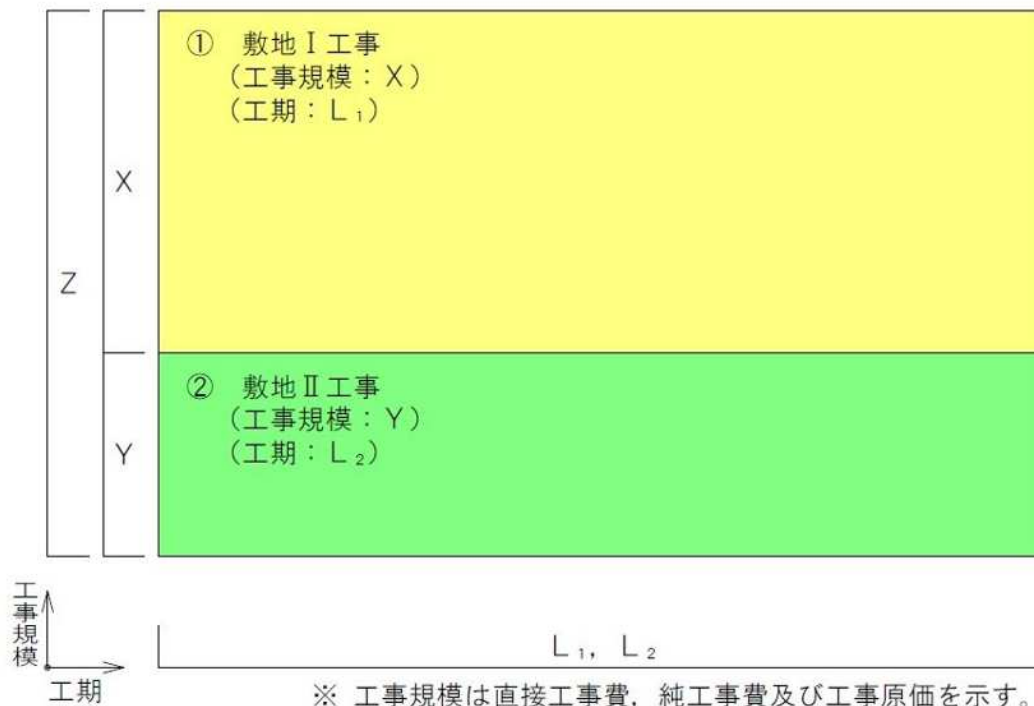 ① 敷地Ⅰ工事
(工事規模:X)
(工期:L₁)
X
Z
② 敷地Ⅱ工事
(工事規模:Y)
(工期:L₂)
Y
工事規模
L₁, L₂
工期
※ 工事規模は直接工事費,純工事費及び工事原価を示す。